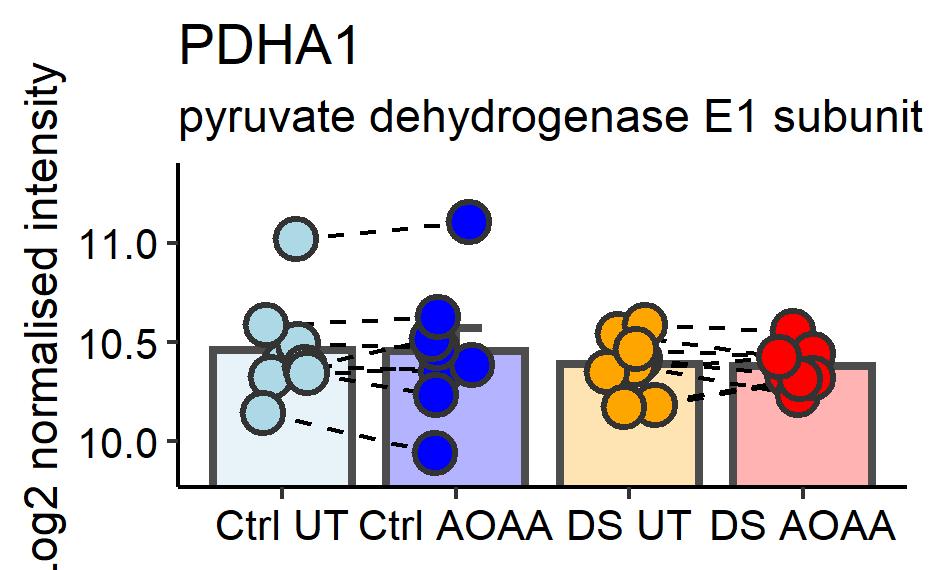 PDHA1
pyruvate dehydrogenase E1 subunit
Log2 normalised intensity
11.0
10.5
10.0
Ctrl UT Ctrl AOAA DS UT DS AOAA